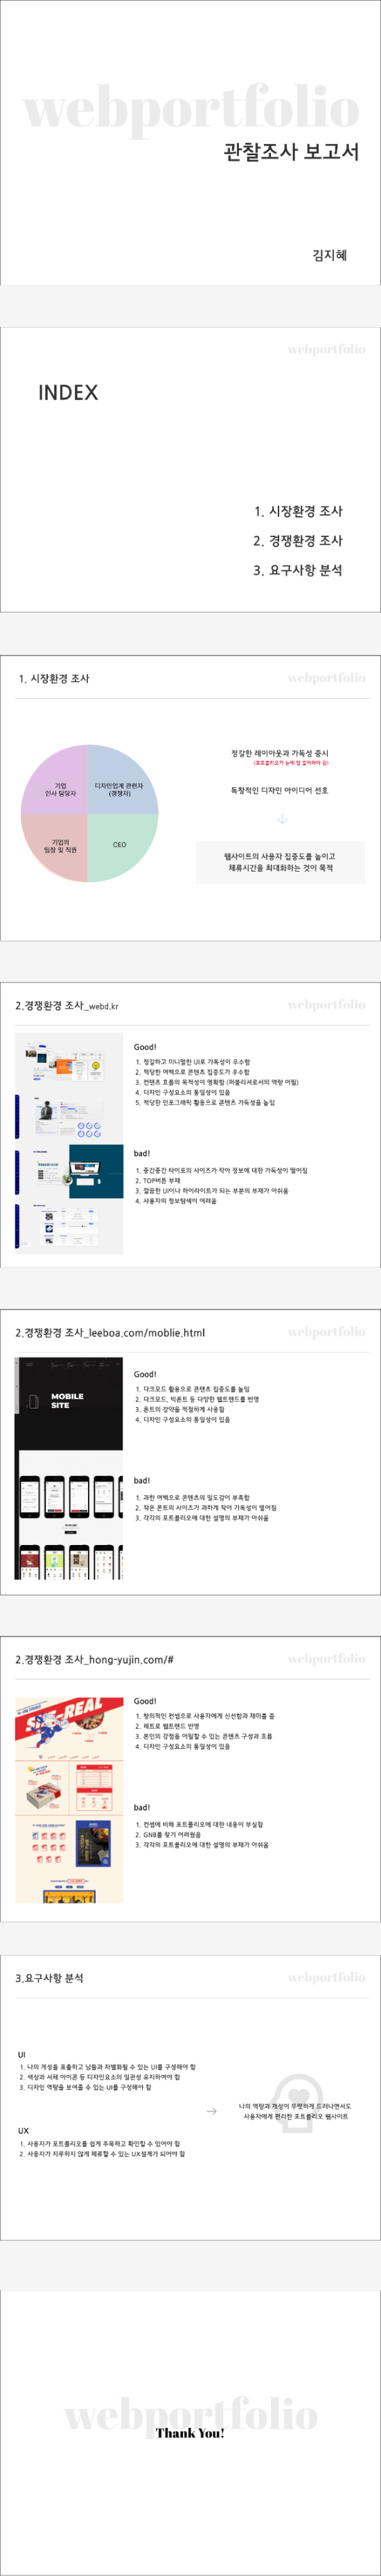 webportfolio
관찰조사 보고서
김지혜
webportfolio
INDEX
1. 시장환경 조사
2. 경쟁환경 조사
3. 요구사항 분석
1. 시장환경 조사
webportfolio
기업
인사 담당자
디자인업계 관련자
(경쟁자)
기업의
팀장 및 직원
CEO
정갈한 레이아웃과 가독성 중시
(포트폴리오가 눈에 잘 들어와야 함)
독창적인 디자인 아이디어 선호
웹사이트의 사용자 집중도를 높이고
체류시간을 최대화하는 것이 목적
2.경쟁환경 조사_webd.kr
webportfolio
Good!
1. 정갈하고 미니멀한 UI로 가독성이 우수함
2. 적당한 여백으로 콘텐츠 집중도가 우수함
3. 컨텐츠 흐름의 목적성이 명확함 (퍼블리셔로서의 역량 어필)
4. 디자인 구성요소의 통일성이 있음
5. 적당한 인포그래픽 활용으로 콘텐츠 가독성을 높임
bad!
1. 중간중간 타이포의 사이즈가 작아 정보에 대한 가독성이 떨어짐
2. TOP버튼 부재
3. 깔끔한 UI이나 하이라이트가 되는 부분의 부재가 아쉬움
4. 사용자의 정보탐색이 어려움
2.경쟁환경 조사_leeboa.com/moblie.html
webportfolio
MOBILE
SITE
Good!
1. 다크모드 활용으로 콘텐츠 집중도를 높임
2. 다크모드, 빅폰트 등 다양한 웹트렌드를 반영
3. 폰트의 강약을 적절하게 사용함
4. 디자인 구성요소의 통일성이 있음
bad!
1. 과한 여백으로 콘텐츠의 밀도감이 부족함
2. 작은 폰트의 사이즈가 과하게 작아 가독성이 떨어짐
3. 각각의 포트폴리오에 대한 설명의 부재가 아쉬움
2.경쟁환경 조사_hong-yujin.com/#
webportfolio
Good!
1. 창의적인 컨셉으로 사용자에게 신선함과 재미를 줌
2. 레트로 웹트렌드 반영
3. 본인의 강점을 어필할 수 있는 콘텐츠 구성과 흐름
4. 디자인 구성요소의 통일성이 있음
bad!
1. 컨셉에 비해 포트폴리오에 대한 내용이 부실함
2. GNB를 찾기 어려웠음
3. 각각의 포트폴리오에 대한 설명의 부재가 아쉬움
3.요구사항 분석
webportfolio
UI
1. 나의 개성을 표출하고 남들과 차별화될 수 있는 UI를 구성해야 함
2. 색상과 서체 아이콘 등 디자인요소의 일관성 유지하여야 함
3. 디자인 역량을 보여줄 수 있는 UI를 구성해야 함
UX
1. 사용자가 포트폴리오를 쉽게 주목하고 확인할 수 있어야 함
2. 사용자가 지루하지 않게 체류할 수 있는 UX설계가 되어야 함
나의 역량과 개성이 뚜렷하게 드러나면서도
사용자에게 편리한 포트폴리오 웹사이트
webportfolio
Thank You!